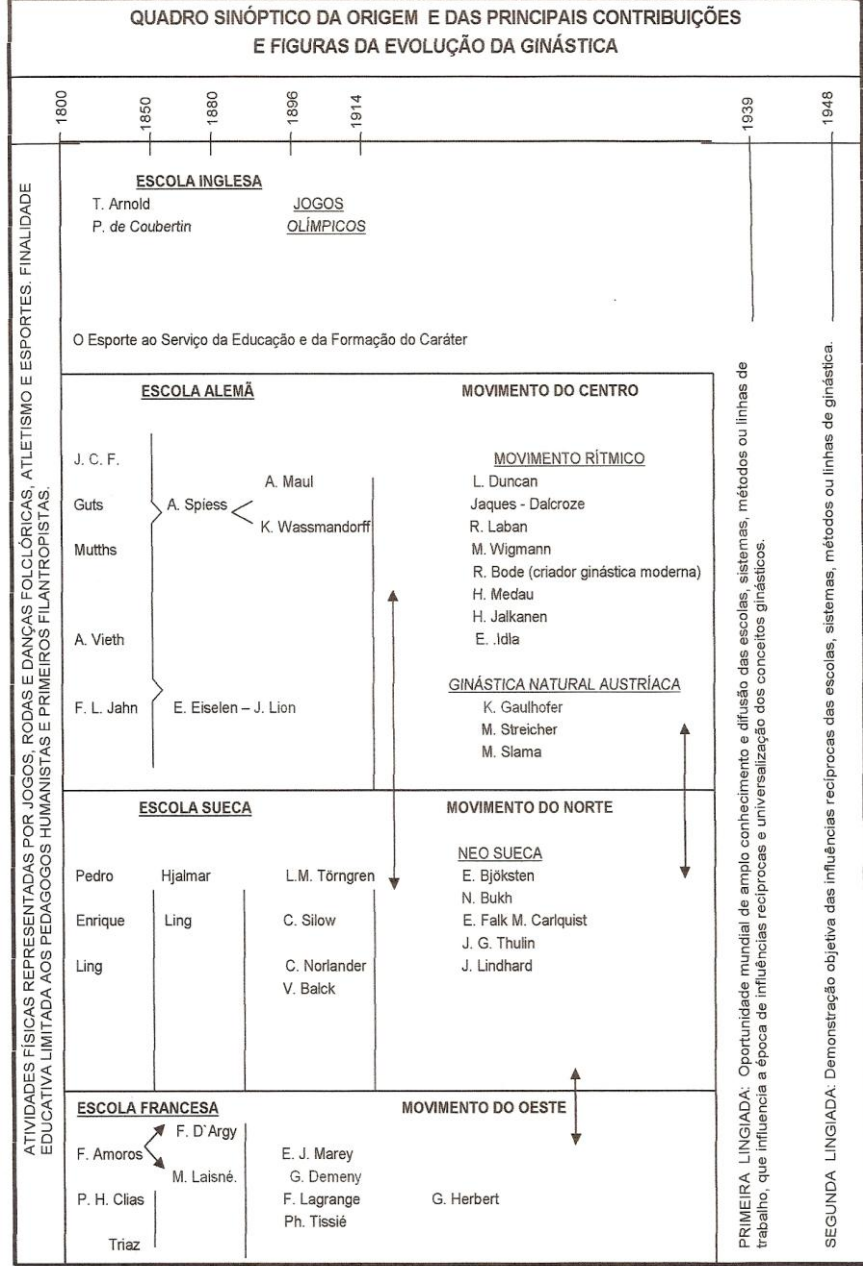 QUADRO SINÓPTICO DA ORIGEM E DAS PRINCIPAIS CONTRIBUIÇÕES
E FIGURAS DA EVOLUÇÃO DA GINÁSTICA
1800
1850
1880
1896
1914
1939
1948
ATIVIDADES FÍSICAS REPRESENTADAS POR JOGOS, RODAS E DANÇAS FOLCLÓRICAS, ATLETISMO E ESPORTES. FINALIDADE
EDUCATIVA LIMITADA AOS PEDAGOGOS HUMANISTAS E PRIMEIROS FILANTROPISTAS.
ESCOLA INGLESA
T. Arnold
P. de Coubertin
JOGOS
OLÍMPICOS
O Esporte ao Serviço da Educação e da Formação do Caráter
ESCOLA ALEMÃ
J. C. F.
Guts
Mutths
A. Vieth
F. L. Jahn
A. Spiess
A. Maul
K. Wassmandorff
E. Eiselen – J. Lion
MOVIMENTO DO CENTRO
MOVIMENTO RÍTMICO
L. Duncan
Jaques - Dalcroze
R. Laban
M. Wigmann
R. Bode (criador ginástica moderna)
H. Medau
H. Jalkanen
E. .Idla
GINÁSTICA NATURAL AUSTRÍACA
K. Gaulhofer
M. Streicher
M. Slama
ESCOLA SUECA
Pedro
Enrique
Ling
Hjalmar
Ling
L.M. Törngren
C. Silow
C. Norlander
V. Balck
MOVIMENTO DO NORTE
NEO SUECA
E. Bjöksten
N. Bukh
E. Falk M. Carlquist
J. G. Thulin
J. Lindhard
ESCOLA FRANCESA
F. Amoros
F. D`Argy
M. Laisné.
P. H. Clias
Triaz
MOVIMENTO DO OESTE
E. J. Marey
G. Demeny
F. Lagrange
Ph. Tissié
G. Herbert
PRIMEIRA LINGIADA: Oportunidade mundial de amplo conhecimento e difusão das escolas, sistemas, métodos ou linhas de
trabalho, que influencia a época de influências recíprocas e universalização dos conceitos ginásticos.
SEGUNDA LINGIADA: Demonstração objetiva das influências recíprocas das escolas, sistemas, métodos ou linhas de ginástica.